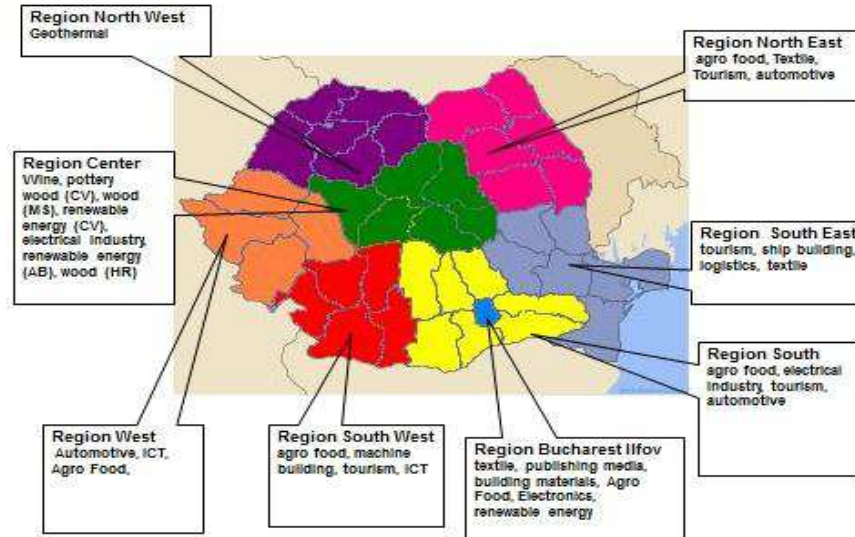 Region North West
Geothermal
Region North East
agro food, Textile,
Tourism, automotive
Region Center
Wine, pottery
wood (CV), wood
(MS), renewable
energy (CV),
electrical industry,
renewable energy
(AB), wood (HR)
Region South East
tourism, ship building,
logistics, textile
Region South
agro food, electrical
industry, tourism,
automotive
Region West
Automotive, ICT,
Agro Food,
Region South West
agro food, machine
building, tourism, ICT
Region Bucharest Ilfov
textile, publishing media,
building materials, Agro
Food, Electronics,
renewable energy